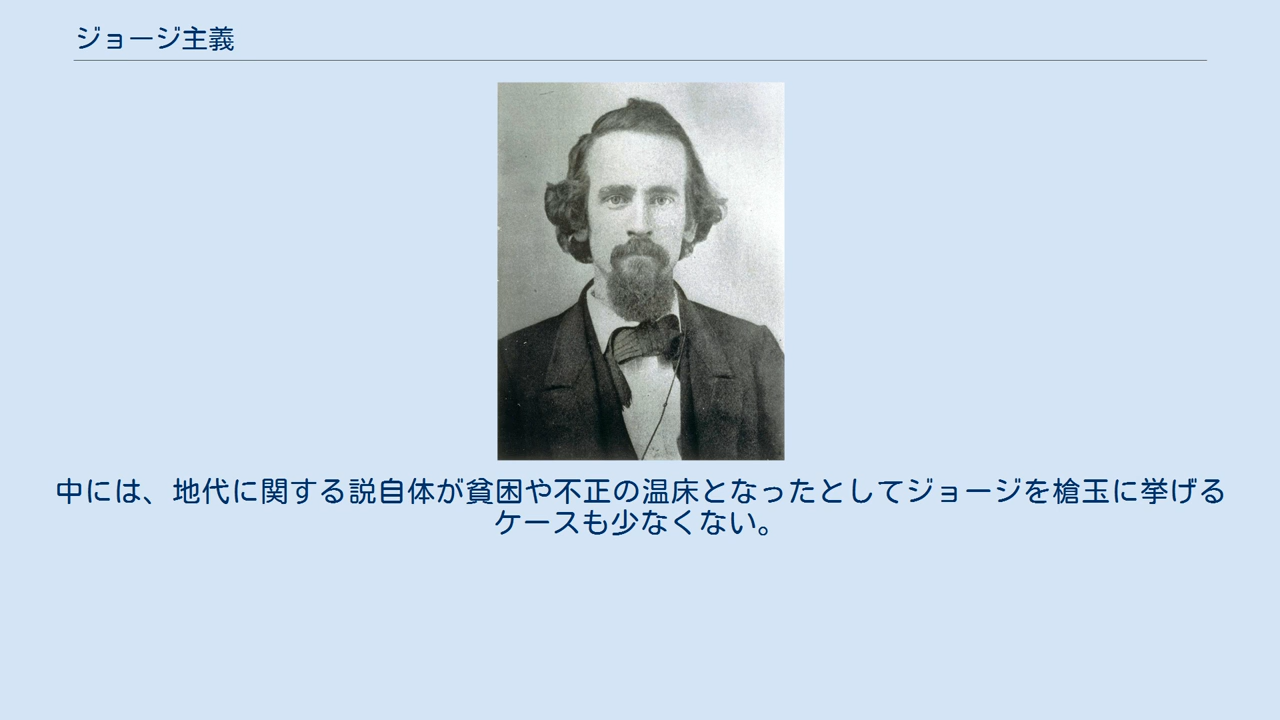 ジョージ主義
中には、地代に関する説自体が貧困や不正の温床となったとしてジョージを槍玉に挙げる
ケースも少なくない。